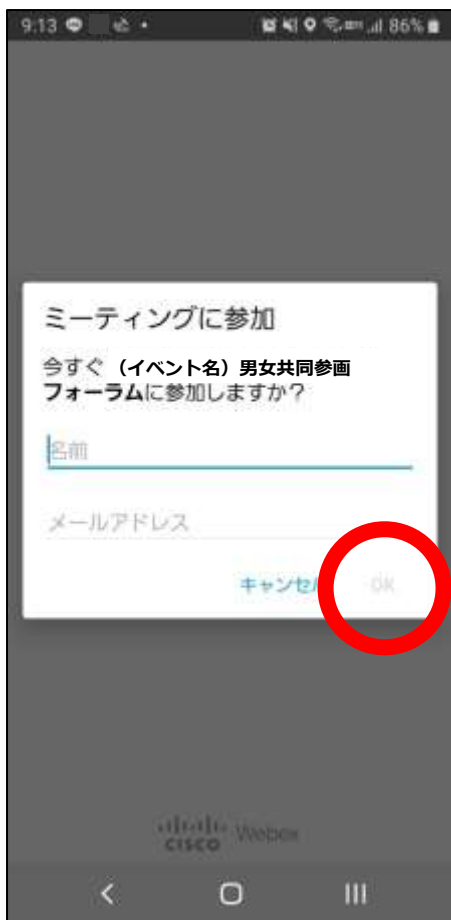 9:13
86%
ミーティングに参加
今すぐ （イベント名）男女共同参画
フォーラムに参加しますか？
名前
メールアドレス
キャンセル
OK
cisco Webex